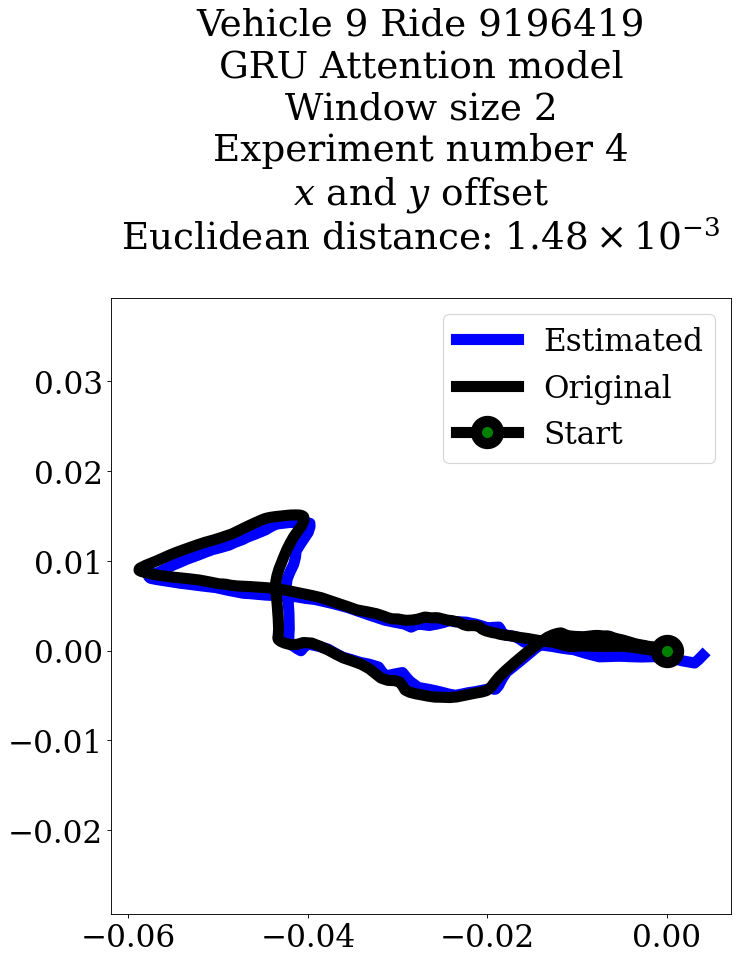 Vehicle 9 Ride 9196419
GRU Attention model
Window size 2
Experiment number 4
x and y offset
Euclidean distance: 1.48 × 10⁻³
Estimated
Original
Start
0.03
0.02
0.01
0.00
−0.01
−0.02
−0.06 −0.04 −0.02 0.00